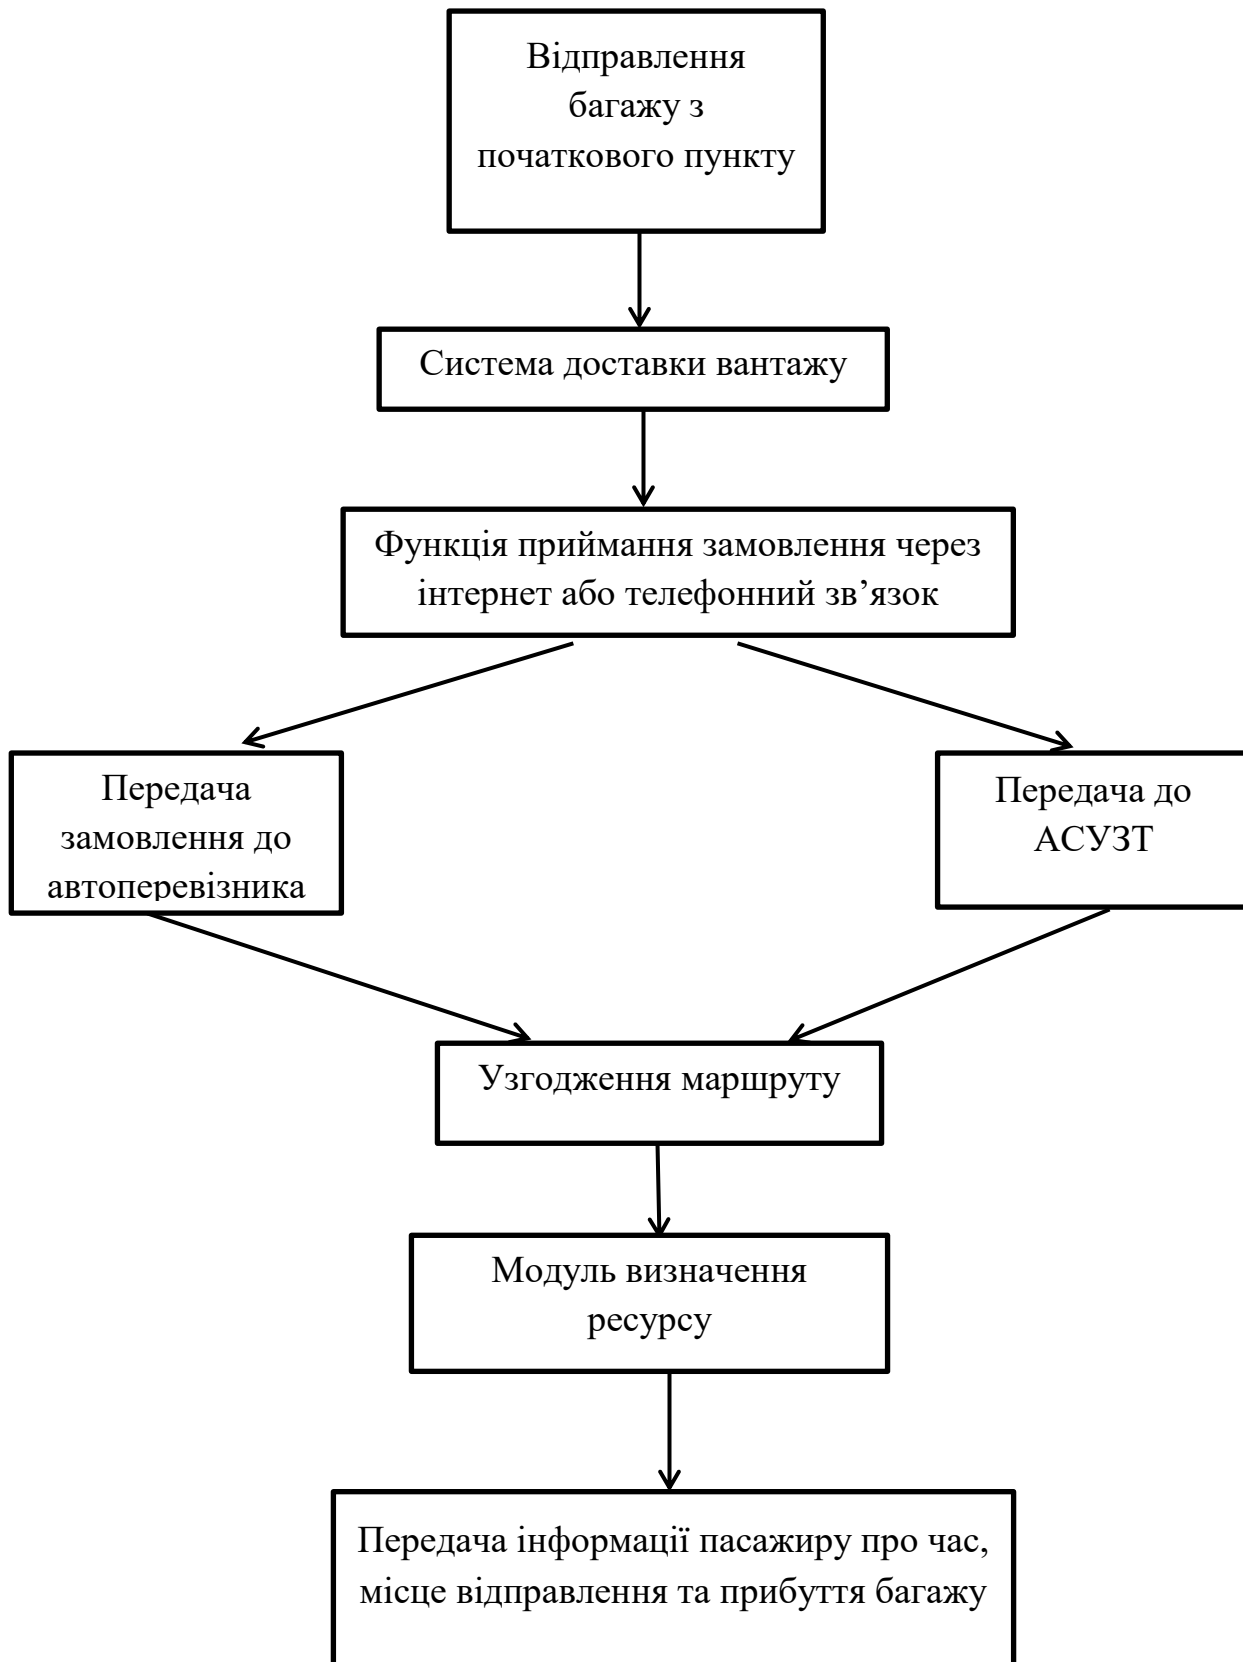 Відправлення
багажу з
початкового пункту
Система доставки вантажу
Функція приймання замовлення через
інтернет або телефонний зв’язок
Передача
замовлення до
автоперевізника
Передача до
АСУЗТ
Узгодження маршруту
Модуль визначення
ресурсу
Передача інформації пасажиру про час,
місце відправлення та прибуття багажу